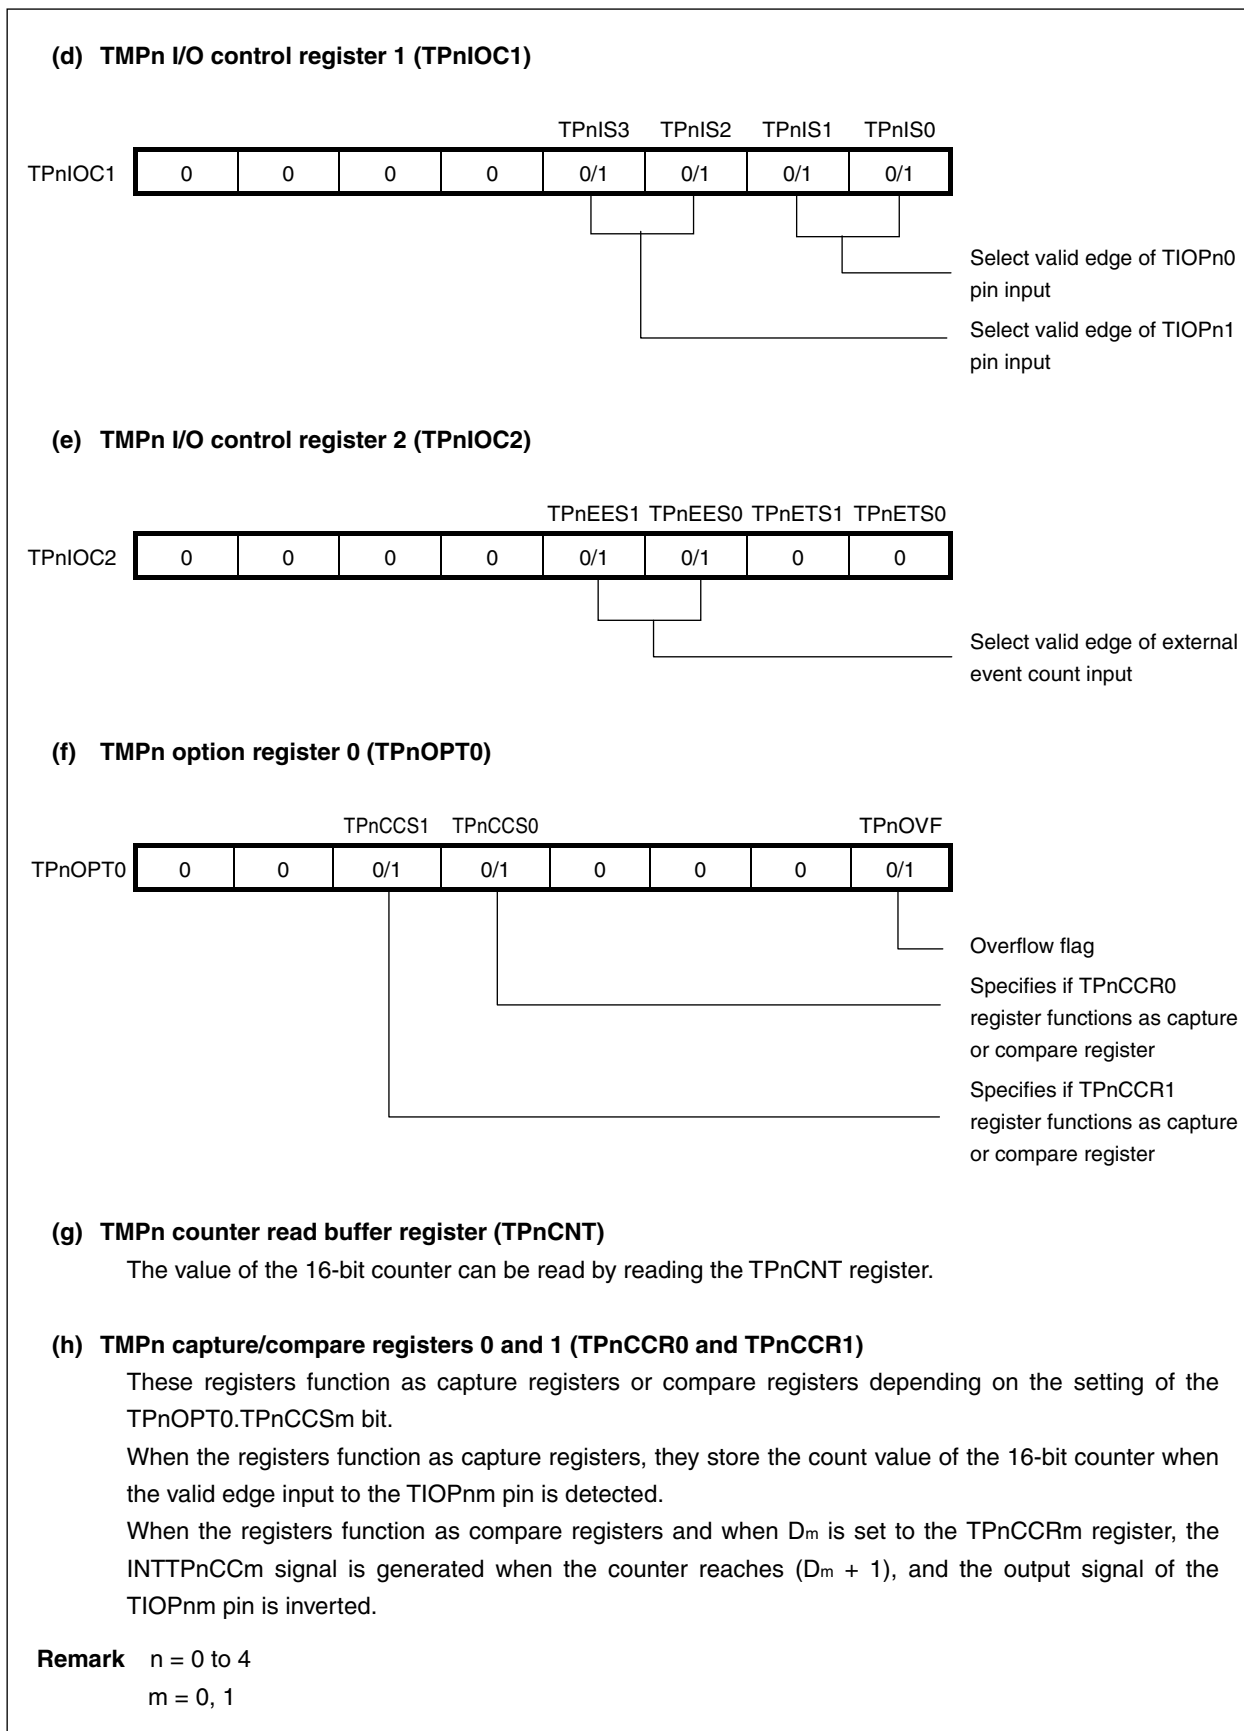 (d) TMPn I/O control register 1 (TPnIOC1)
TPnIS3 TPnIS2 TPnIS1 TPnIS0
TPnIOC1 0 0 0 0 0/1 0/1 0/1 0/1
Select valid edge of TIOPn0
pin input
Select valid edge of TIOPn1
pin input
(e) TMPn I/O control register 2 (TPnIOC2)
TPnEES1 TPnEES0 TPnETS1 TPnETS0
TPnIOC2 0 0 0 0 0/1 0/1 0 0
Select valid edge of external
event count input
(f) TMPn option register 0 (TPnOPT0)
TPnCCS1 TPnCCS0 TPnOVF
TPnOPT0 0 0 0/1 0/1 0 0 0 0/1
Overflow flag
Specifies if TPnCCR0
register functions as capture
or compare register
Specifies if TPnCCR1
register functions as capture
or compare register
(g) TMPn counter read buffer register (TPnCNT)
The value of the 16-bit counter can be read by reading the TPnCNT register.
(h) TMPn capture/compare registers 0 and 1 (TPnCCR0 and TPnCCR1)
These registers function as capture registers or compare registers depending on the setting of the
TPnOPT0.TPnCCSm bit.
When the registers function as capture registers, they store the count value of the 16-bit counter when
the valid edge input to the TIOPnm pin is detected.
When the registers function as compare registers and when Dm is set to the TPnCCRm register, the
INTTPnCCm signal is generated when the counter reaches (Dm + 1), and the output signal of the
TIOPnm pin is inverted.
Remark n = 0 to 4
m = 0, 1